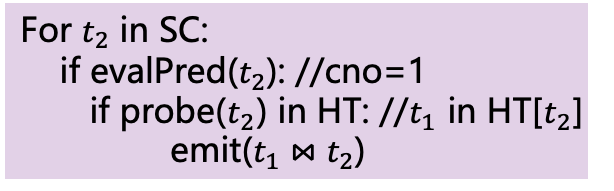 For t₂ in SC:
if evalPred(t₂): //cno=1
if probe(t₂) in HT: //t₁ in HT[t₂]
emit(t₁ ⋈ t₂)